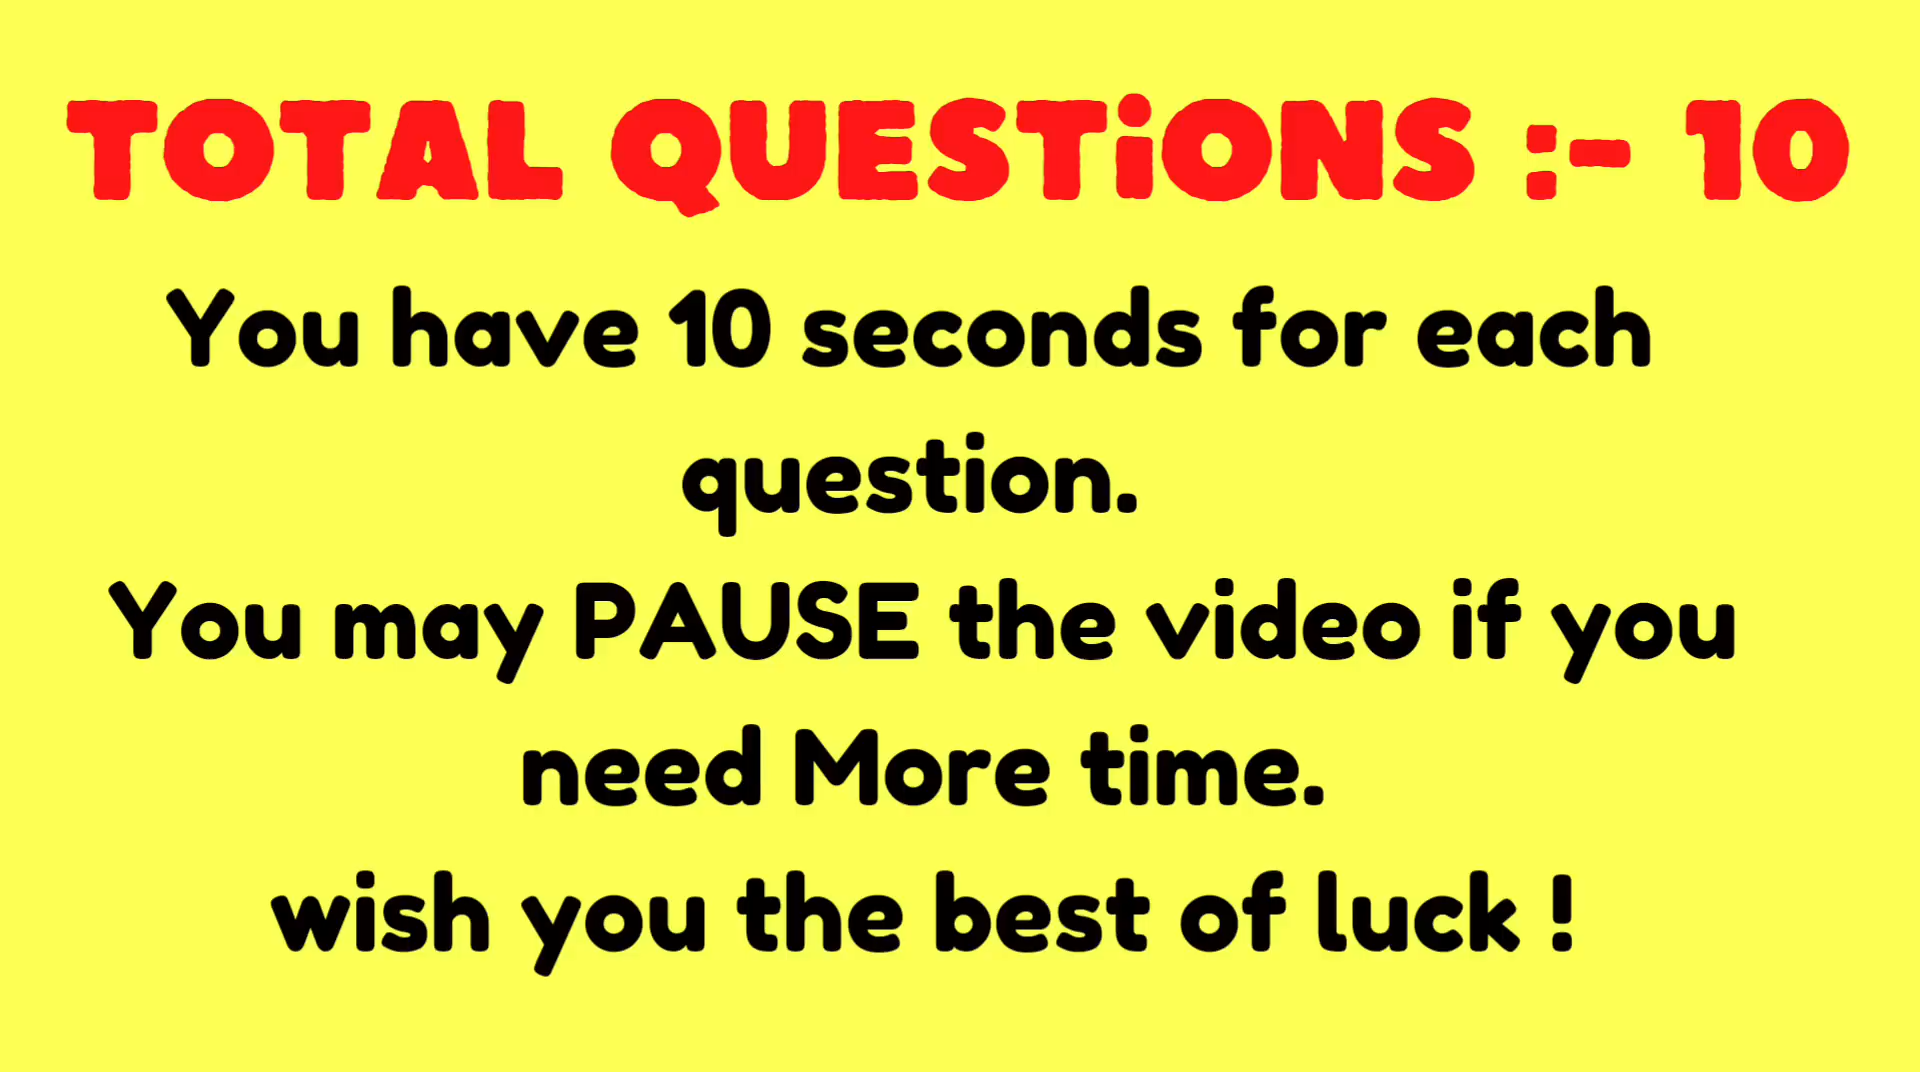 TOTAL QUESTiONS :- 10
You have 10 seconds for each
question.
You may PAUSE the video if you
need More time.
wish you the best of luck !